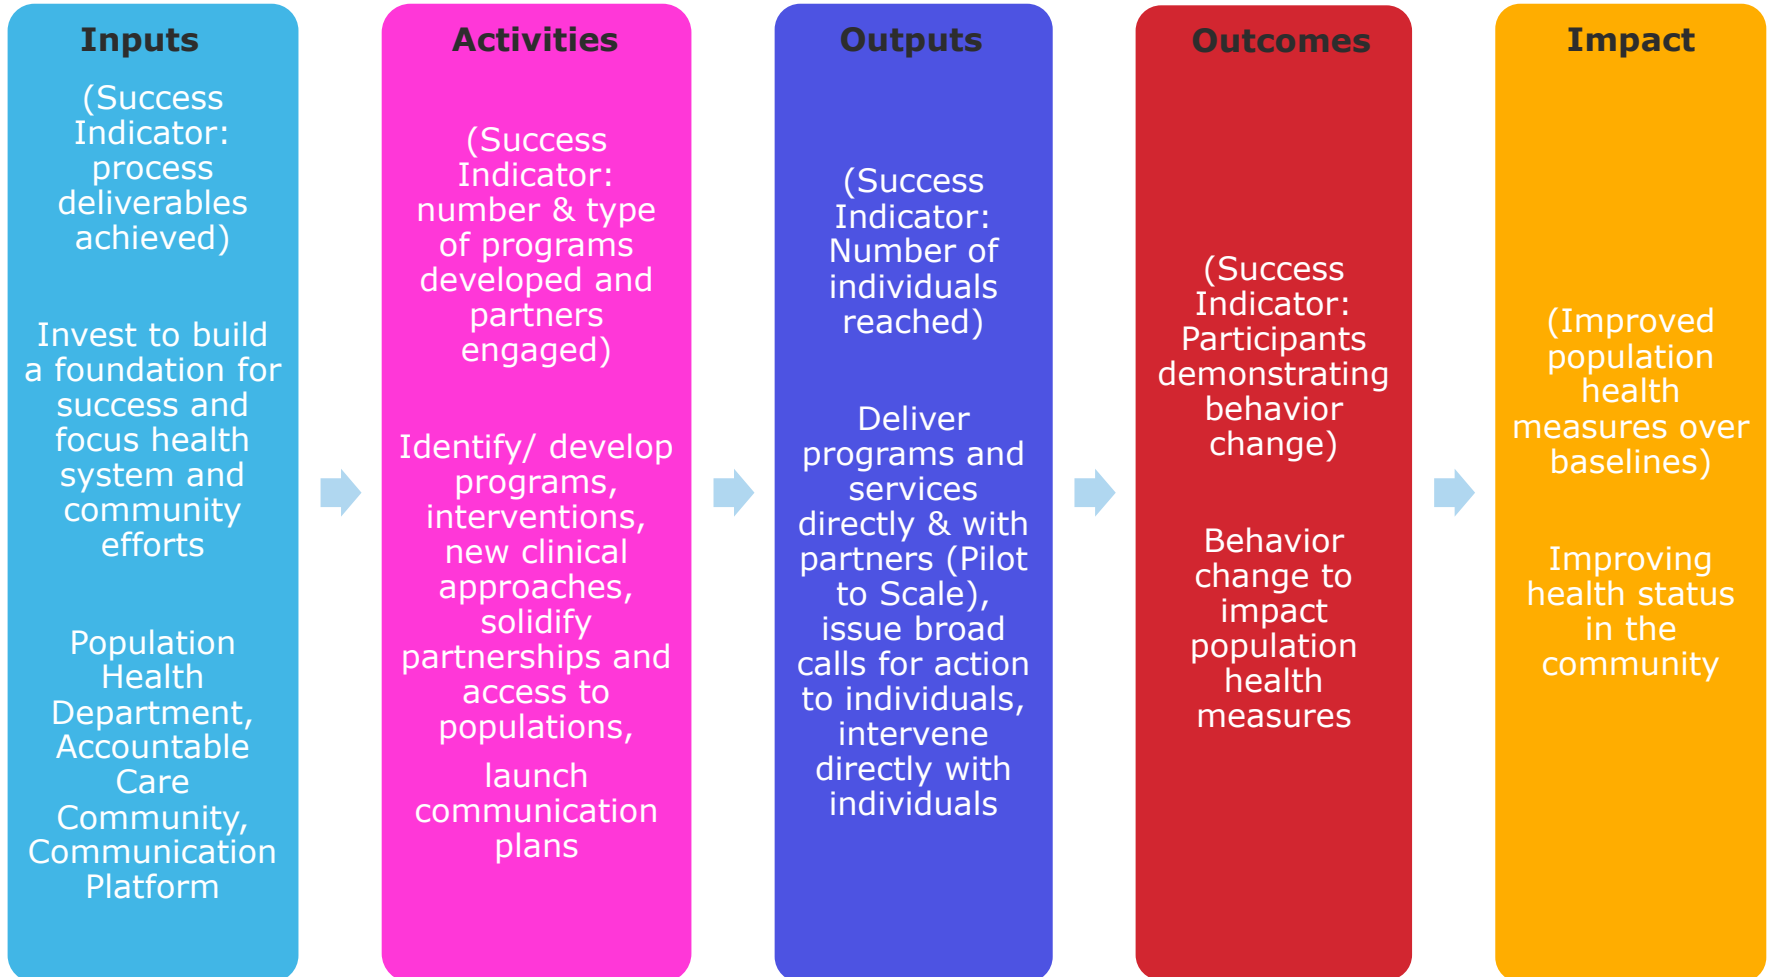 Inputs
(Success
Indicator:
process
deliverables
achieved)
Invest to build
a foundation for
success and
focus health
system and
community
efforts
Population
Health
Department,
Accountable
Care
Community,
Communication
Platform
Activities
(Success
Indicator:
number & type
of programs
developed and
partners
engaged)
Identify/ develop
programs,
interventions,
new clinical
approaches,
solidify
partnerships and
access to
populations,
launch
communication
plans
Outputs
(Success
Indicator:
Number of
individuals
reached)
Deliver
programs and
services
directly & with
partners (Pilot
to Scale),
issue broad
calls for action
to individuals,
intervene
directly with
individuals
Outcomes
(Success
Indicator:
Participants
demonstrating
behavior
change)
Behavior
change to
impact
population
health
measures
Impact
(Improved
population
health
measures over
baselines)
Improving
health status
in the
community